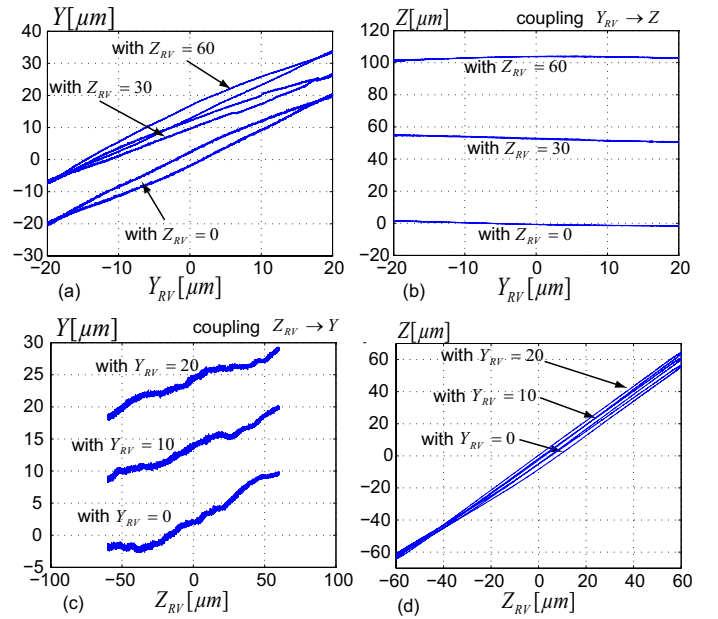 Y[µm]
40
30
20
10
0
−10
−20
30
with Z_RV = 60
with Z_RV = 30
with Z_RV = 0
−20 −10 0 10 20
(a) Y_RV[µm]
Z[µm] coupling Y_RV → Z
120
100
80
60
40
20
0
−20
with Z_RV = 60
with Z_RV = 30
with Z_RV = 0
−20 −10 0 10 20
(b) Y_RV[µm]
Y[µm] coupling Z_RV → Y
30
25
20
15
10
5
0
−5
with Y_RV = 20
with Y_RV = 10
with Y_RV = 0
−100 −50 0 50 100
(c) Z_RV[µm]
Z[µm]
60
40
20
0
−20
−40
−60
with Y_RV = 20
with Y_RV = 10
with Y_RV = 0
−60 −40 −20 0 20 40 60
Z_RV[µm] (d)